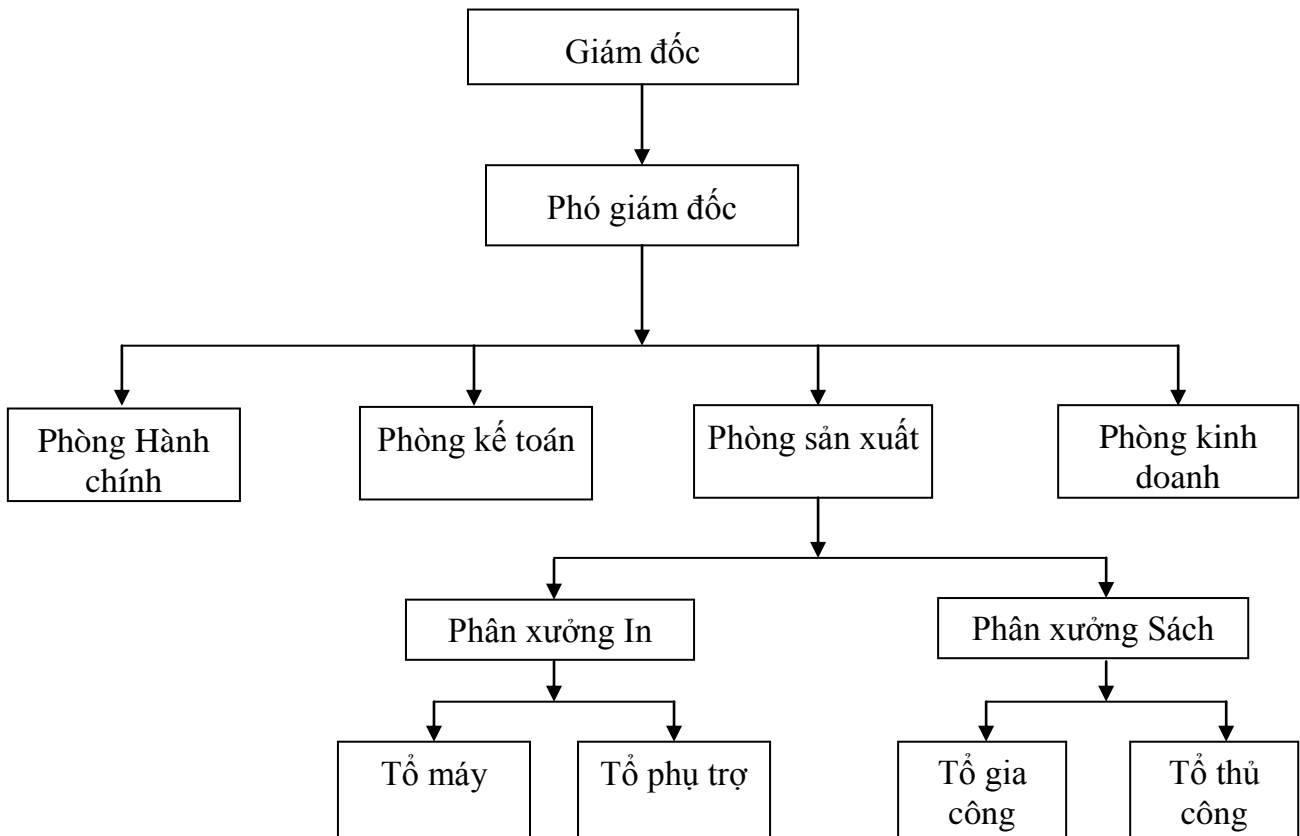 Giám đốc
Phó giám đốc
Phòng Hành
chính
Phòng kế toán
Phòng sản xuất
Phòng kinh
doanh
Phân xưởng In
Phân xưởng Sách
Tổ máy
Tổ phụ trợ
Tổ gia
công
Tổ thủ
công